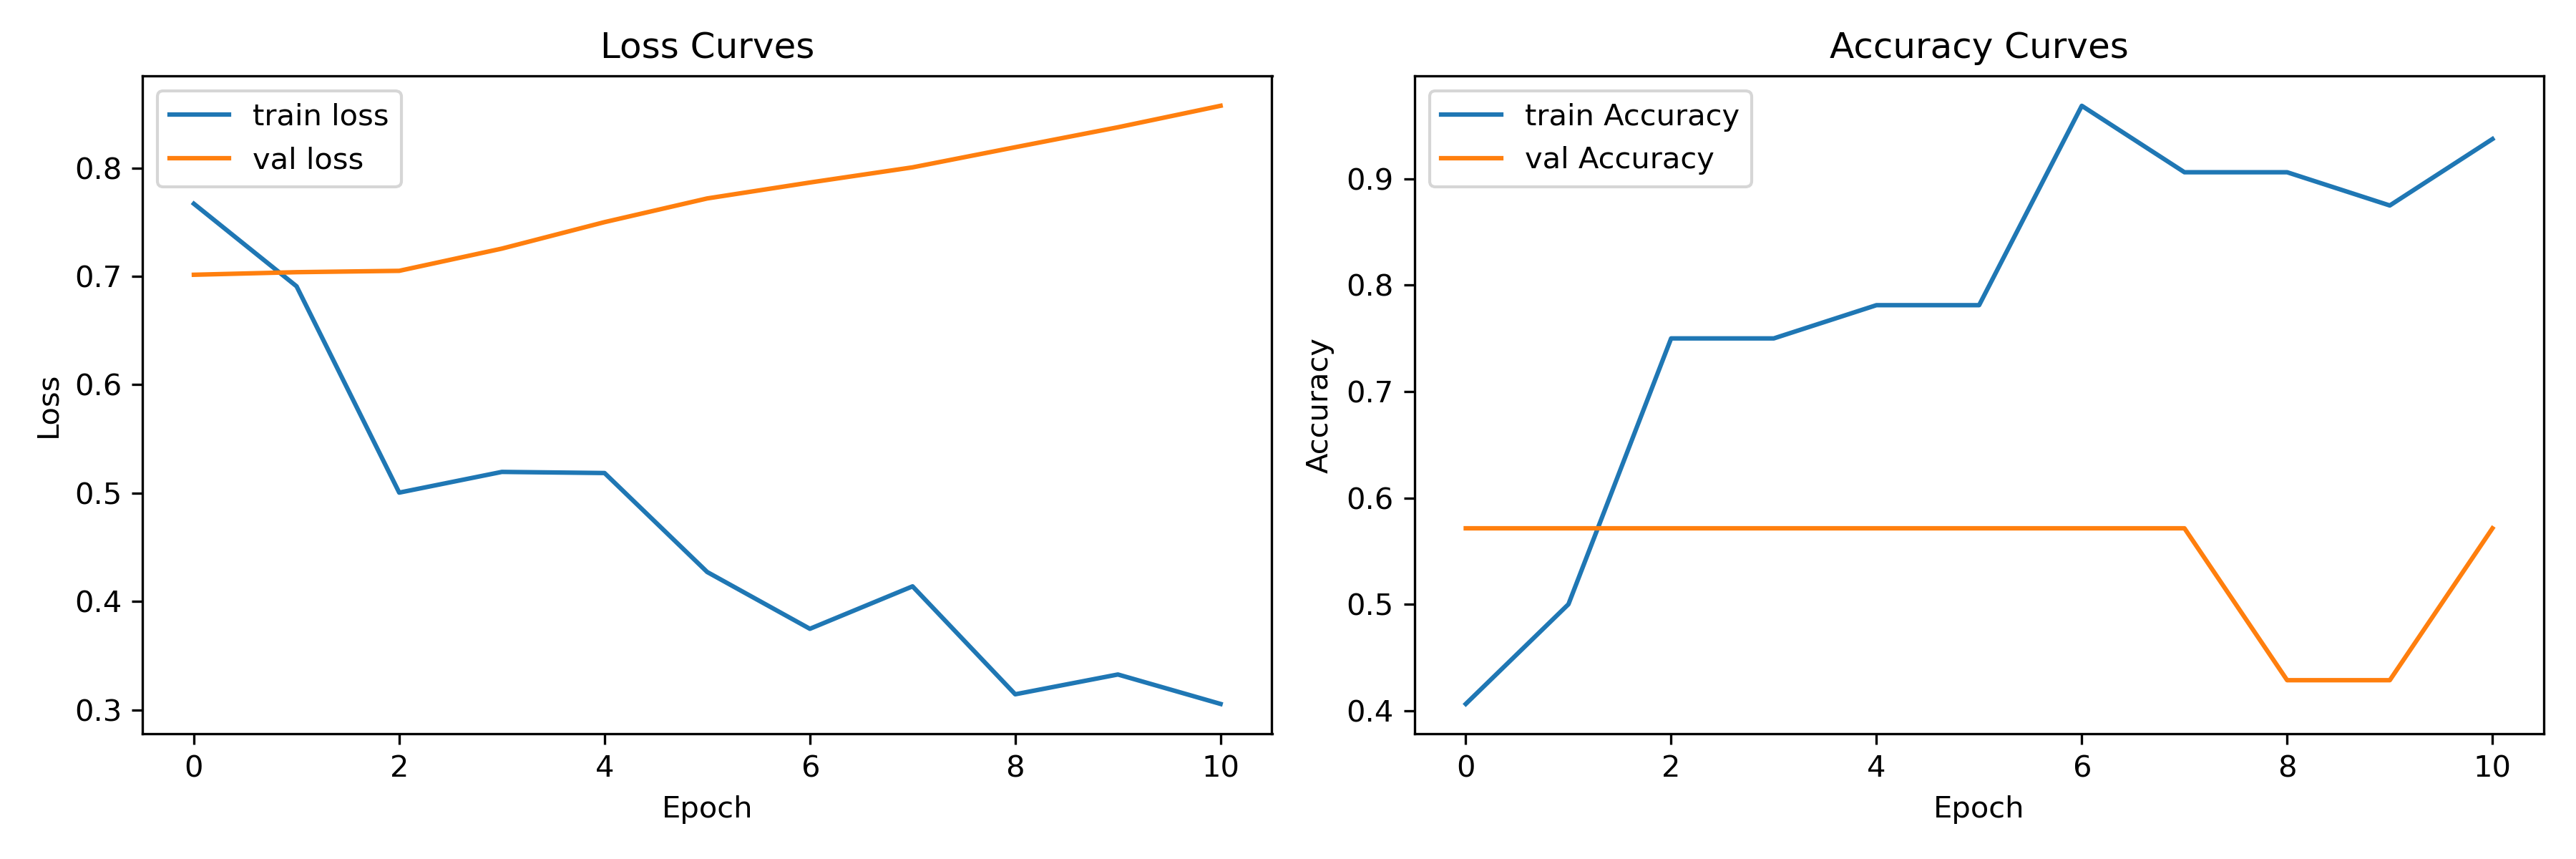 Loss Curves
train loss
val loss
0.8
0.7
0.6
0.5
0.4
0.3
Loss
0 2 4 6 8 10
Epoch
Accuracy Curves
train Accuracy
val Accuracy
0.9
0.8
0.7
0.6
0.5
0.4
Accuracy
0 2 4 6 8 10
Epoch